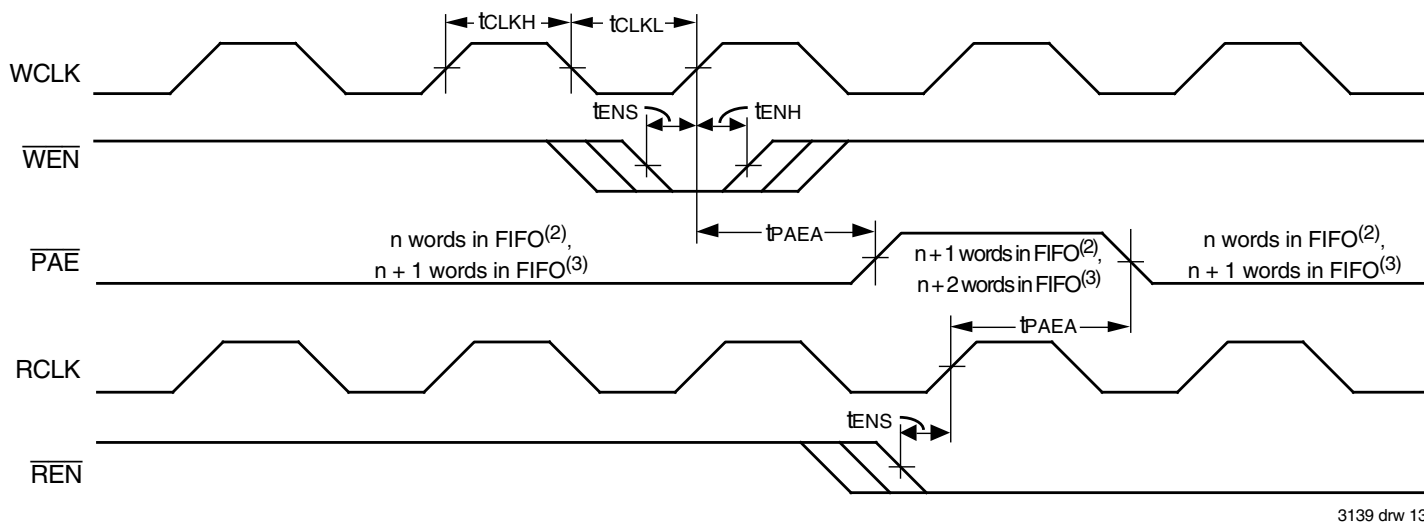 tCLKH
tCLKL
WCLK
tENS
tENH
WEN
tPAEA
n words in FIFO(2),
n + 1 words in FIFO(3)
PAE
n + 1 words in FIFO(2),
n + 2 words in FIFO(3)
n words in FIFO(2),
n + 1 words in FIFO(3)
tPAEA
RCLK
tENS
REN
3139 drw 13